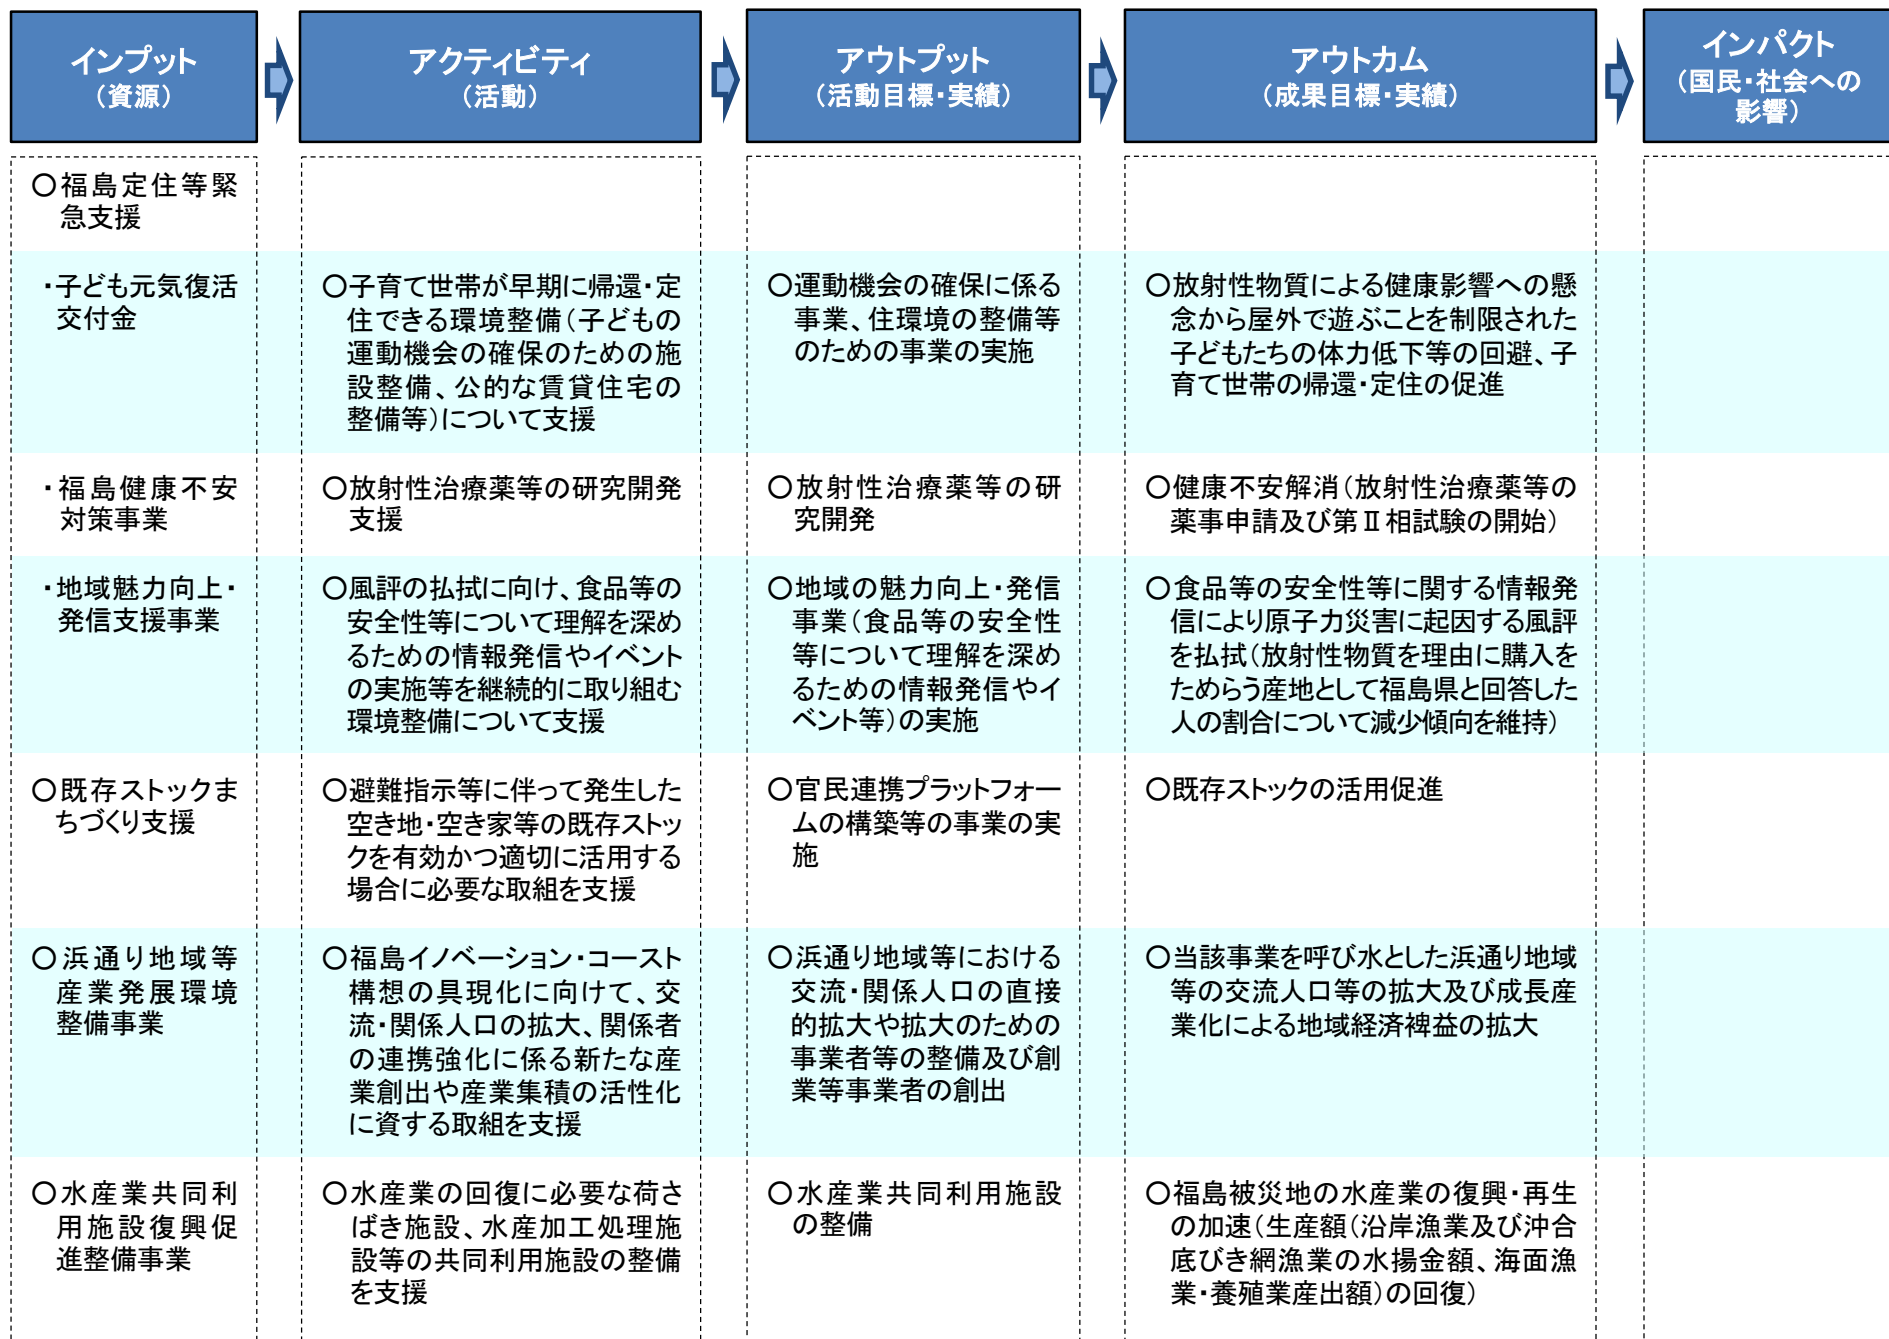 インプット
（資源）
アクティビティ
（活動）
アウトプット
（活動目標・実績）
アウトカム
（成果目標・実績）
インパクト
（国民・社会への
影響）
○福島定住等緊
急支援
・子ども元気復活
交付金
○子育て世帯が早期に帰還・定
住できる環境整備（子どもの
運動機会の確保のための施
設整備、公的な賃貸住宅の
整備等）について支援
○運動機会の確保に係る
事業、住環境の整備等
のための事業の実施
○放射性物質による健康影響への懸
念から屋外で遊ぶことを制限された
子どもたちの体力低下等の回避、子
育て世帯の帰還・定住の促進
・福島健康不安
対策事業
○放射性治療薬等の研究開発
支援
○放射性治療薬等の研
究開発
○健康不安解消（放射性治療薬等の
薬事申請及び第Ⅱ相試験の開始）
・地域魅力向上・
発信支援事業
○風評の払拭に向け、食品等の
安全性等について理解を深め
るための情報発信やイベント
の実施等を継続的に取り組む
環境整備について支援
○地域の魅力向上・発信
事業（食品等の安全性
等について理解を深め
るための情報発信やイ
ベント等）の実施
○食品等の安全性等に関する情報発
信により原子力災害に起因する風評
を払拭（放射性物質を理由に購入を
ためらう産地として福島県と回答した
人の割合について減少傾向を維持）
○既存ストックま
ちづくり支援
○避難指示等に伴って発生した
空き地・空き家等の既存ストッ
クを有効かつ適切に活用する
場合に必要な取組を支援
○官民連携プラットフォー
ムの構築等の事業の実
施
○既存ストックの活用促進
○浜通り地域等
産業発展環境
整備事業
○福島イノベーション・コースト
構想の具現化に向けて、交
流・関係人口の拡大、関係者
の連携強化に係る新たな産
業創出や産業集積の活性化
に資する取組を支援
○浜通り地域等における
交流・関係人口の直接
的拡大や拡大のための
事業者等の整備及び創
業等事業者の創出
○当該事業を呼び水とした浜通り地域
等の交流人口等の拡大及び成長産
業化による地域経済裨益の拡大
○水産業共同利
用施設復興促
進整備事業
○水産業の回復に必要な荷さ
ばき施設、水産加工処理施
設等の共同利用施設の整備
を支援
○水産業共同利用施設
の整備
○福島被災地の水産業の復興・再生
の加速（生産額（沿岸漁業及び沖合
底びき網漁業の水揚金額、海面漁
業・養殖業産出額）の回復）